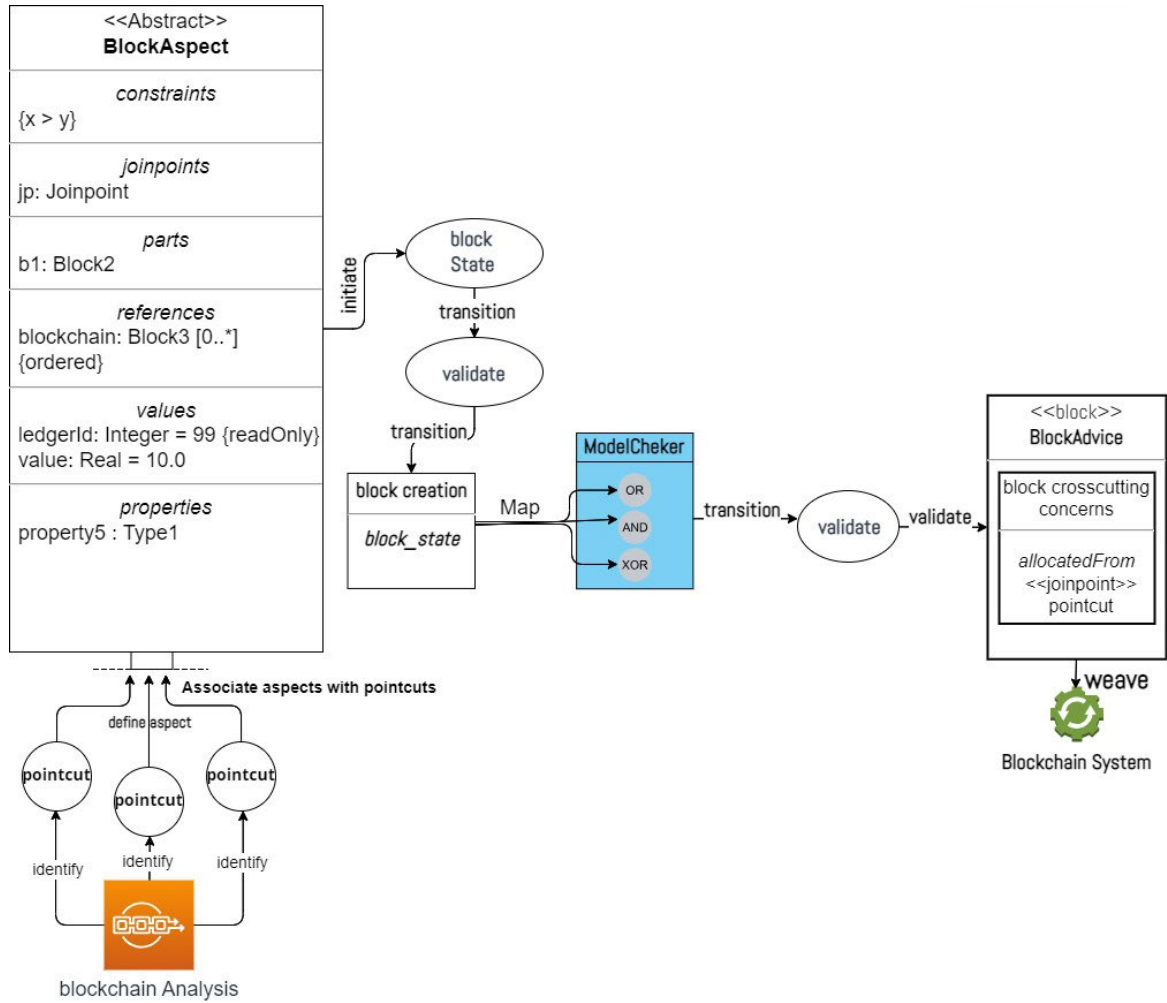 <<Abstract>>
BlockAspect
constraints
{x > y}
joinpoints
jp: Joinpoint
parts
b1: Block2
references
blockchain: Block3 [0..*]
{ordered}
values
ledgerId: Integer = 99 {readOnly}
value: Real = 10.0
properties
property5 : Type1
initiate
block
State
transition
validate
transition
block creation
block_state
Map
ModelCheker
OR
AND
XOR
transition
validate
validate
<<block>>
BlockAdvice
block crosscutting
concerns
allocatedFrom
<<joinpoint>>
pointcut
weave
Blockchain System
Associate aspects with pointcuts
define aspect
pointcut
pointcut
pointcut
identify
identify
identify
blockchain Analysis